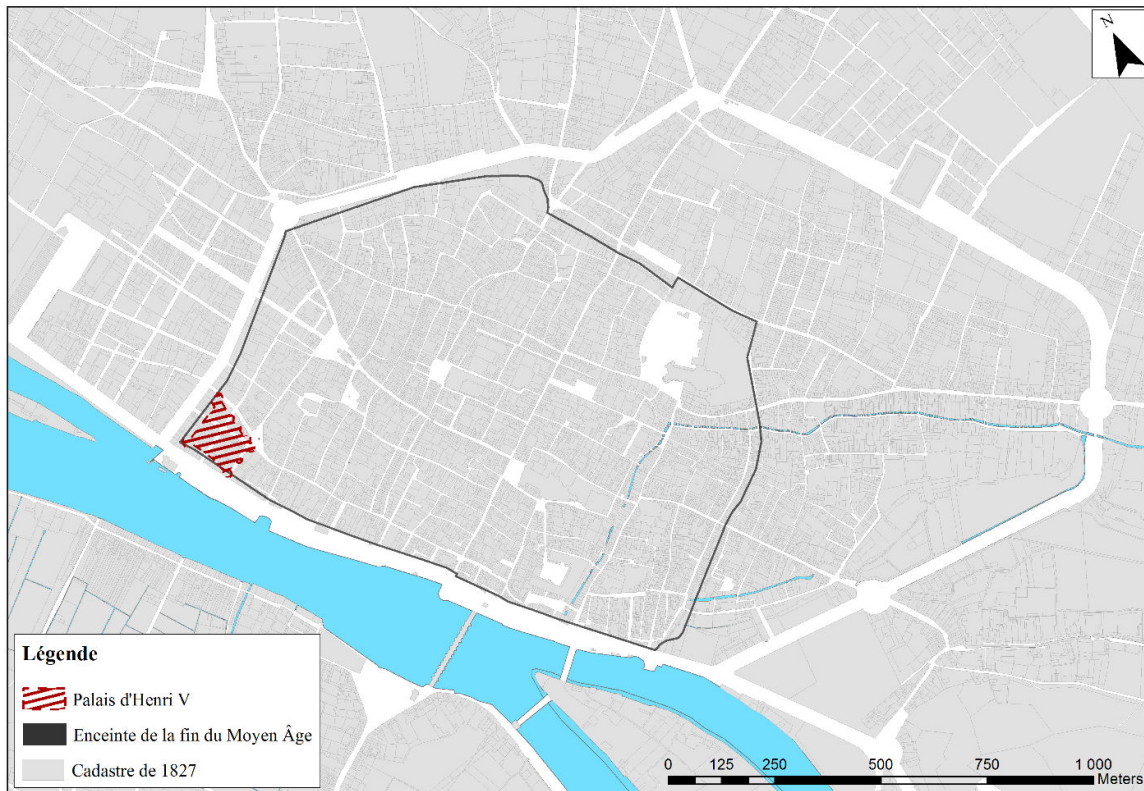 N
Légende
Palais d'Henri V
Enceinte de la fin du Moyen Âge
Cadastre de 1827
0 125 250 500 750 1 000
Meters